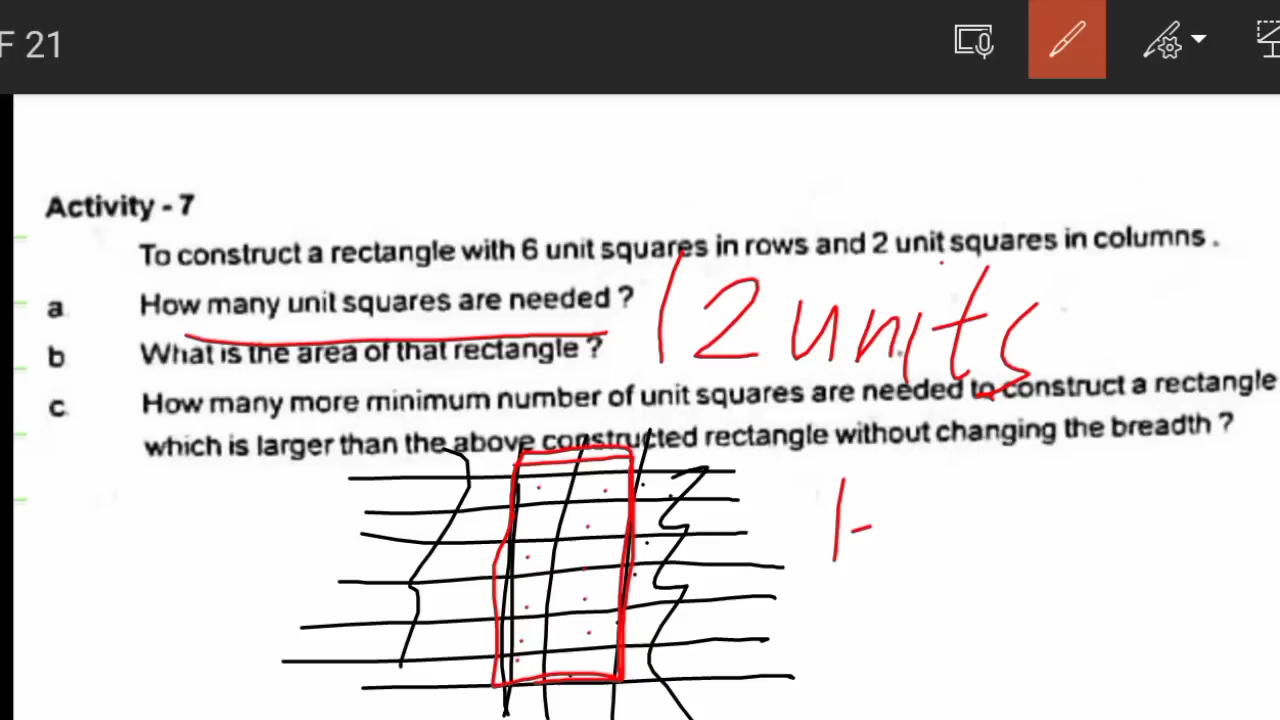 F 21
Activity - 7
To construct a rectangle with 6 unit squares in rows and 2 unit squares in columns .
a How many unit squares are needed ?
12 units
b What is the area of that rectangle ?
c How many more minimum number of unit squares are needed to construct a rectangle
which is larger than the above constructed rectangle without changing the breadth ?